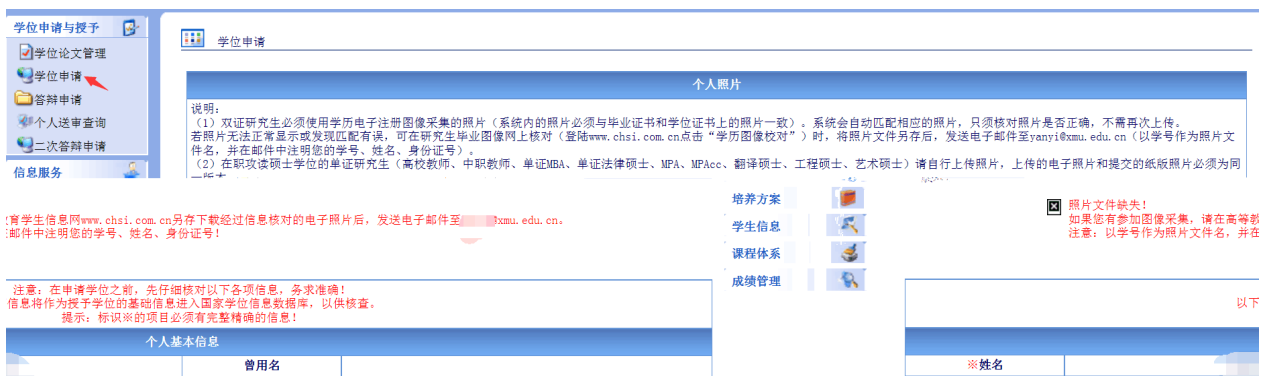 学位申请与授予
学位论文管理
学位申请
答辩申请
个人送审查询
二次答辩申请
信息服务
学位申请
个人照片
说明：
（1）双证研究生必须使用学历电子注册图像采集的照片（系统内的照片必须与毕业证书和学位证书上的照片一致）。系统会自动匹配相应的照片，只须核对照片是否正确，不需再次上传。
若照片无法正常显示或发现匹配有误，可在研究生毕业图像网上核对（登陆www.chsi.com.cn点击“学历图像校对”）时，将照片文件另存后，发送电子邮件至yanyi@xmu.edu.cn（以学号作为照片文
件名，并在邮件中注明您的学号、姓名、身份证号）。
（2）在职攻读硕士学位的单证研究生（高校教师、中职教师、单证MBA、单证法律硕士、MPA、MPAcc、翻译硕士、工程硕士、艺术硕士）请自行上传照片，上传的电子照片和提交的纸版照片必须为同
育学生信息网www.chsi.com.cn另存下载经过信息核对的电子照片后，发送电子邮件至 xmu.edu.cn。
邮件中注明您的学号、姓名、身份证号！
注意：在申请学位之前，先仔细核对以下各项信息，务求准确！
信息将作为授予学位的基础信息进入国家学位信息数据库，以供核查。
提示：标识※的项目必须有完整精确的信息！
个人基本信息
曾用名
培养方案
学生信息
课程体系
成绩管理
照片文件缺失！
如果您有参加图像采集，请在高等教
注意：以学号作为照片文件名，并在
以下
※姓名